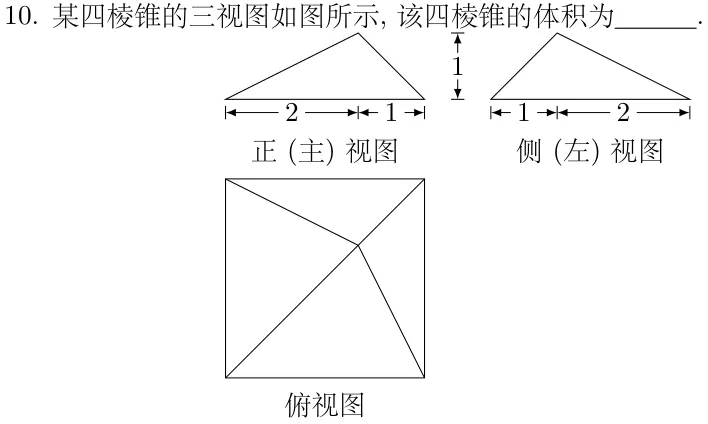 10. 某四棱锥的三视图如图所示, 该四棱锥的体积为______.
1
2 1 1 2
正 (主) 视图 侧 (左) 视图
俯视图